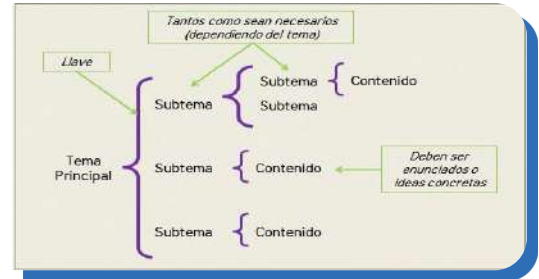 Tantos como sean necesarios
(dependiendo del tema)
Llave
Subtema
Contenido
Subtema
Subtema
Tema
Principal
Subtema
Contenido
Deben ser
enunciados o
ideas concretas
Subtema
Contenido